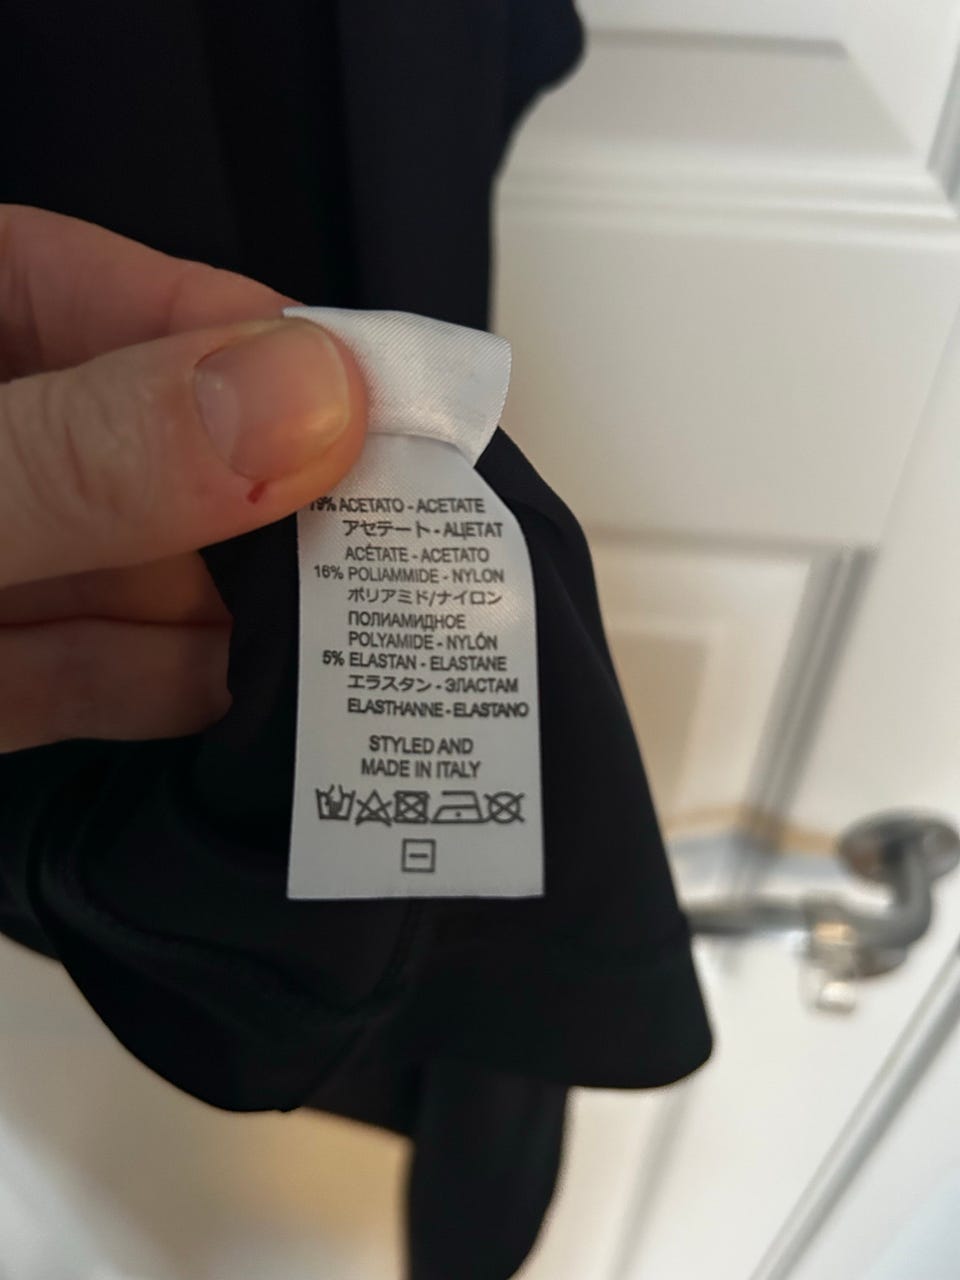 79% ACETATO - ACETATE
アセテート - АЦЕТАТ
ACÉTATE - ACETATO
16% POLIAMMIDE - NYLON
ポリアミド/ナイロン
ПОЛИАМИДНОЕ
POLYAMIDE - NYLÓN
5% ELASTAN - ELASTANE
エラスタン - ЭЛАСТАМ
ELASTHANNE - ELASTANO
STYLED AND
MADE IN ITALY